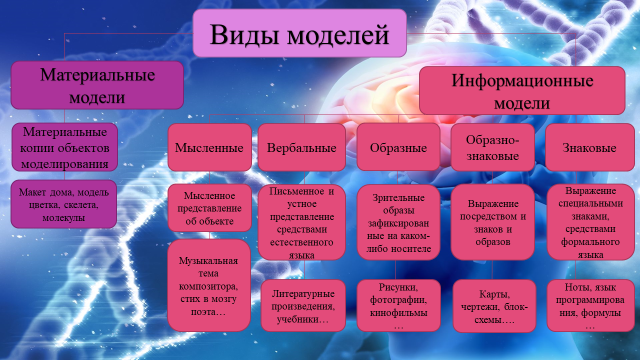 Виды моделей
Материальные
модели
Информационные
модели
Материальные
копии объектов
моделирования
Мысленные
Вербальные
Образные
Образно-
знаковые
Знаковые
Макет дома, модель
цветка, скелета,
молекулы
Мысленное
представление
об объекте
Письменное и
устное
представление
средствами
естественного
языка
Зрительные
образы
зафиксирован
ные на каком-
либо носителе
Выражение
посредством и
знаков и
образов
Выражение
специальными
знаками,
средствами
формального
языка
Музыкальная
тема
композитора,
стих в мозгу
поэта…
Литературные
произведения,
учебники…
Рисунки,
фотографии,
кинофильмы
…
Карты,
чертежи, блок-
схемы….
Ноты, язык
программирова
ния, формулы
…